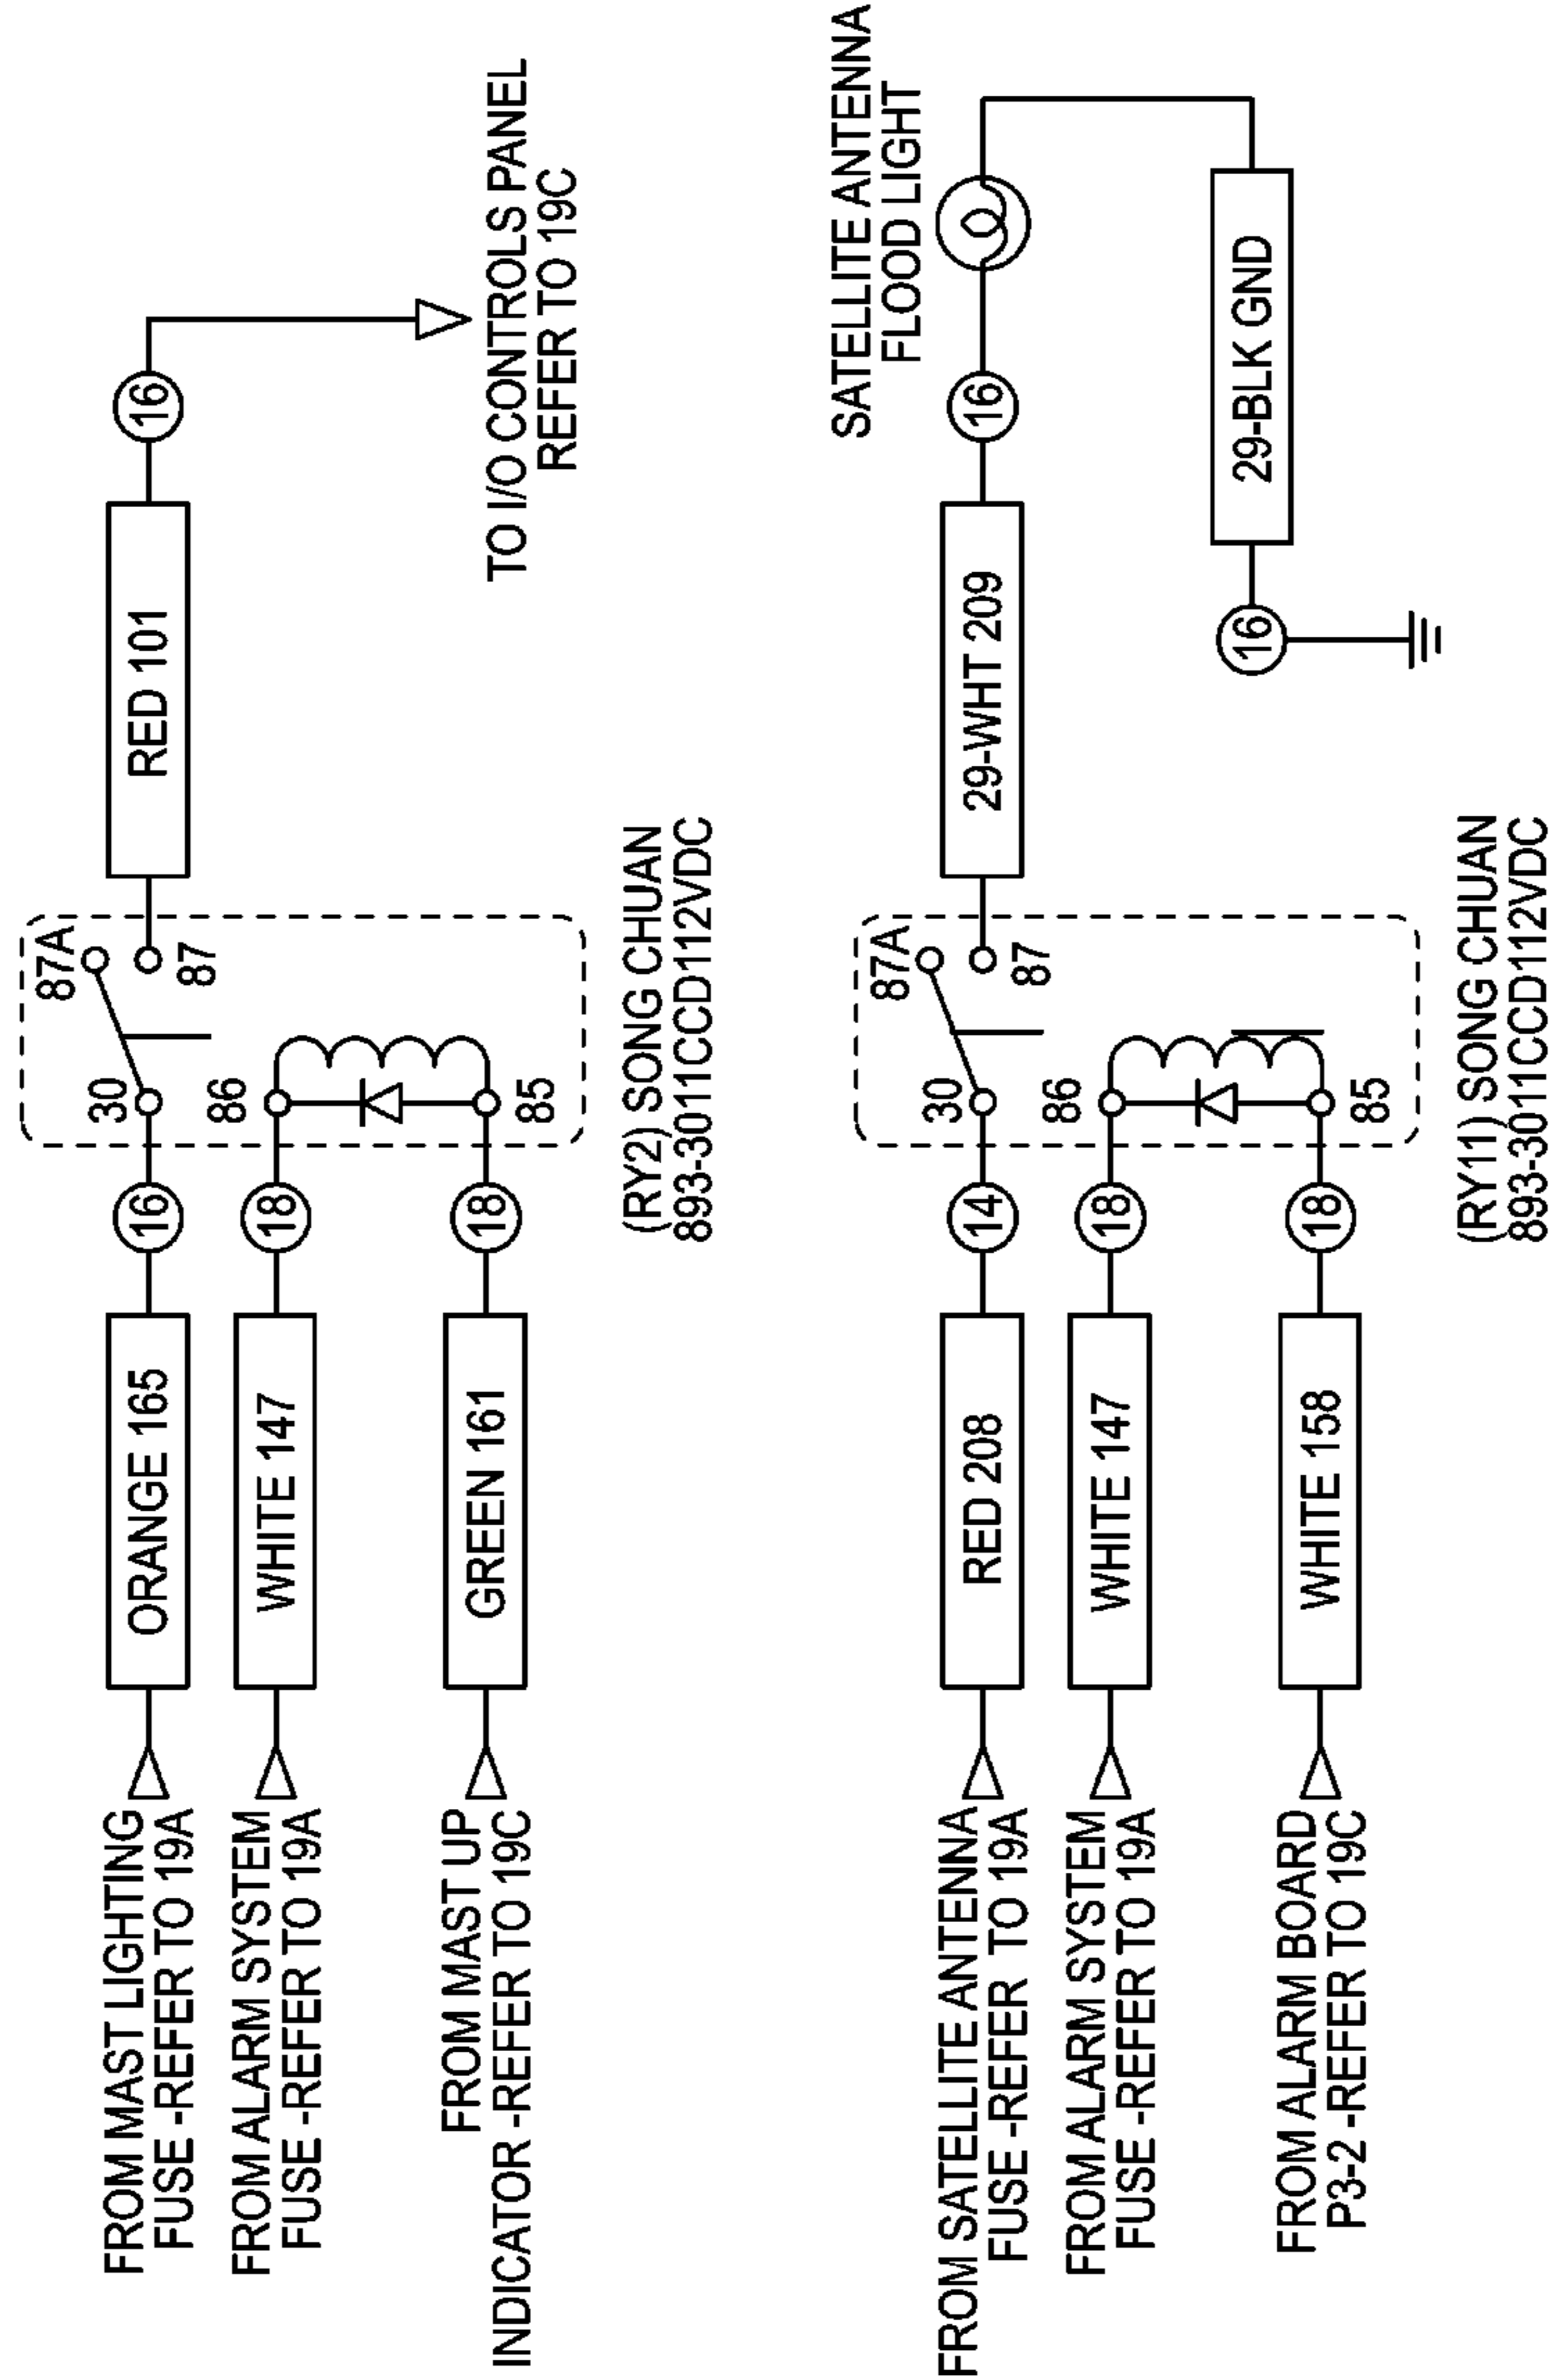 FROM MAST LIGHTING
FUSE -REFER TO 19A
ORANGE 165
16
30
87A
87
RED 101
16
TO I/O CONTROLS PANEL
REFER TO 19C
FROM ALARM SYSTEM
FUSE -REFER TO 19A
WHITE 147
18
86
FROM MAST UP
INDICATOR -REFER TO 19C
GREEN 161
18
85
(RY2) SONG CHUAN
893-3011CCD112VDC
FROM SATELLITE ANTENNA
FUSE -REFER TO 19A
RED 208
14
30
87A
87
29-WHT 209
16
SATELLITE ANTENNA
FLOOD LIGHT
FROM ALARM SYSTEM
FUSE -REFER TO 19A
WHITE 147
18
86
FROM ALARM BOARD
P3-2 -REFER TO 19C
WHITE 158
18
85
16
29-BLK GND
(RY11) SONG CHUAN
893-3011CCD112VDC